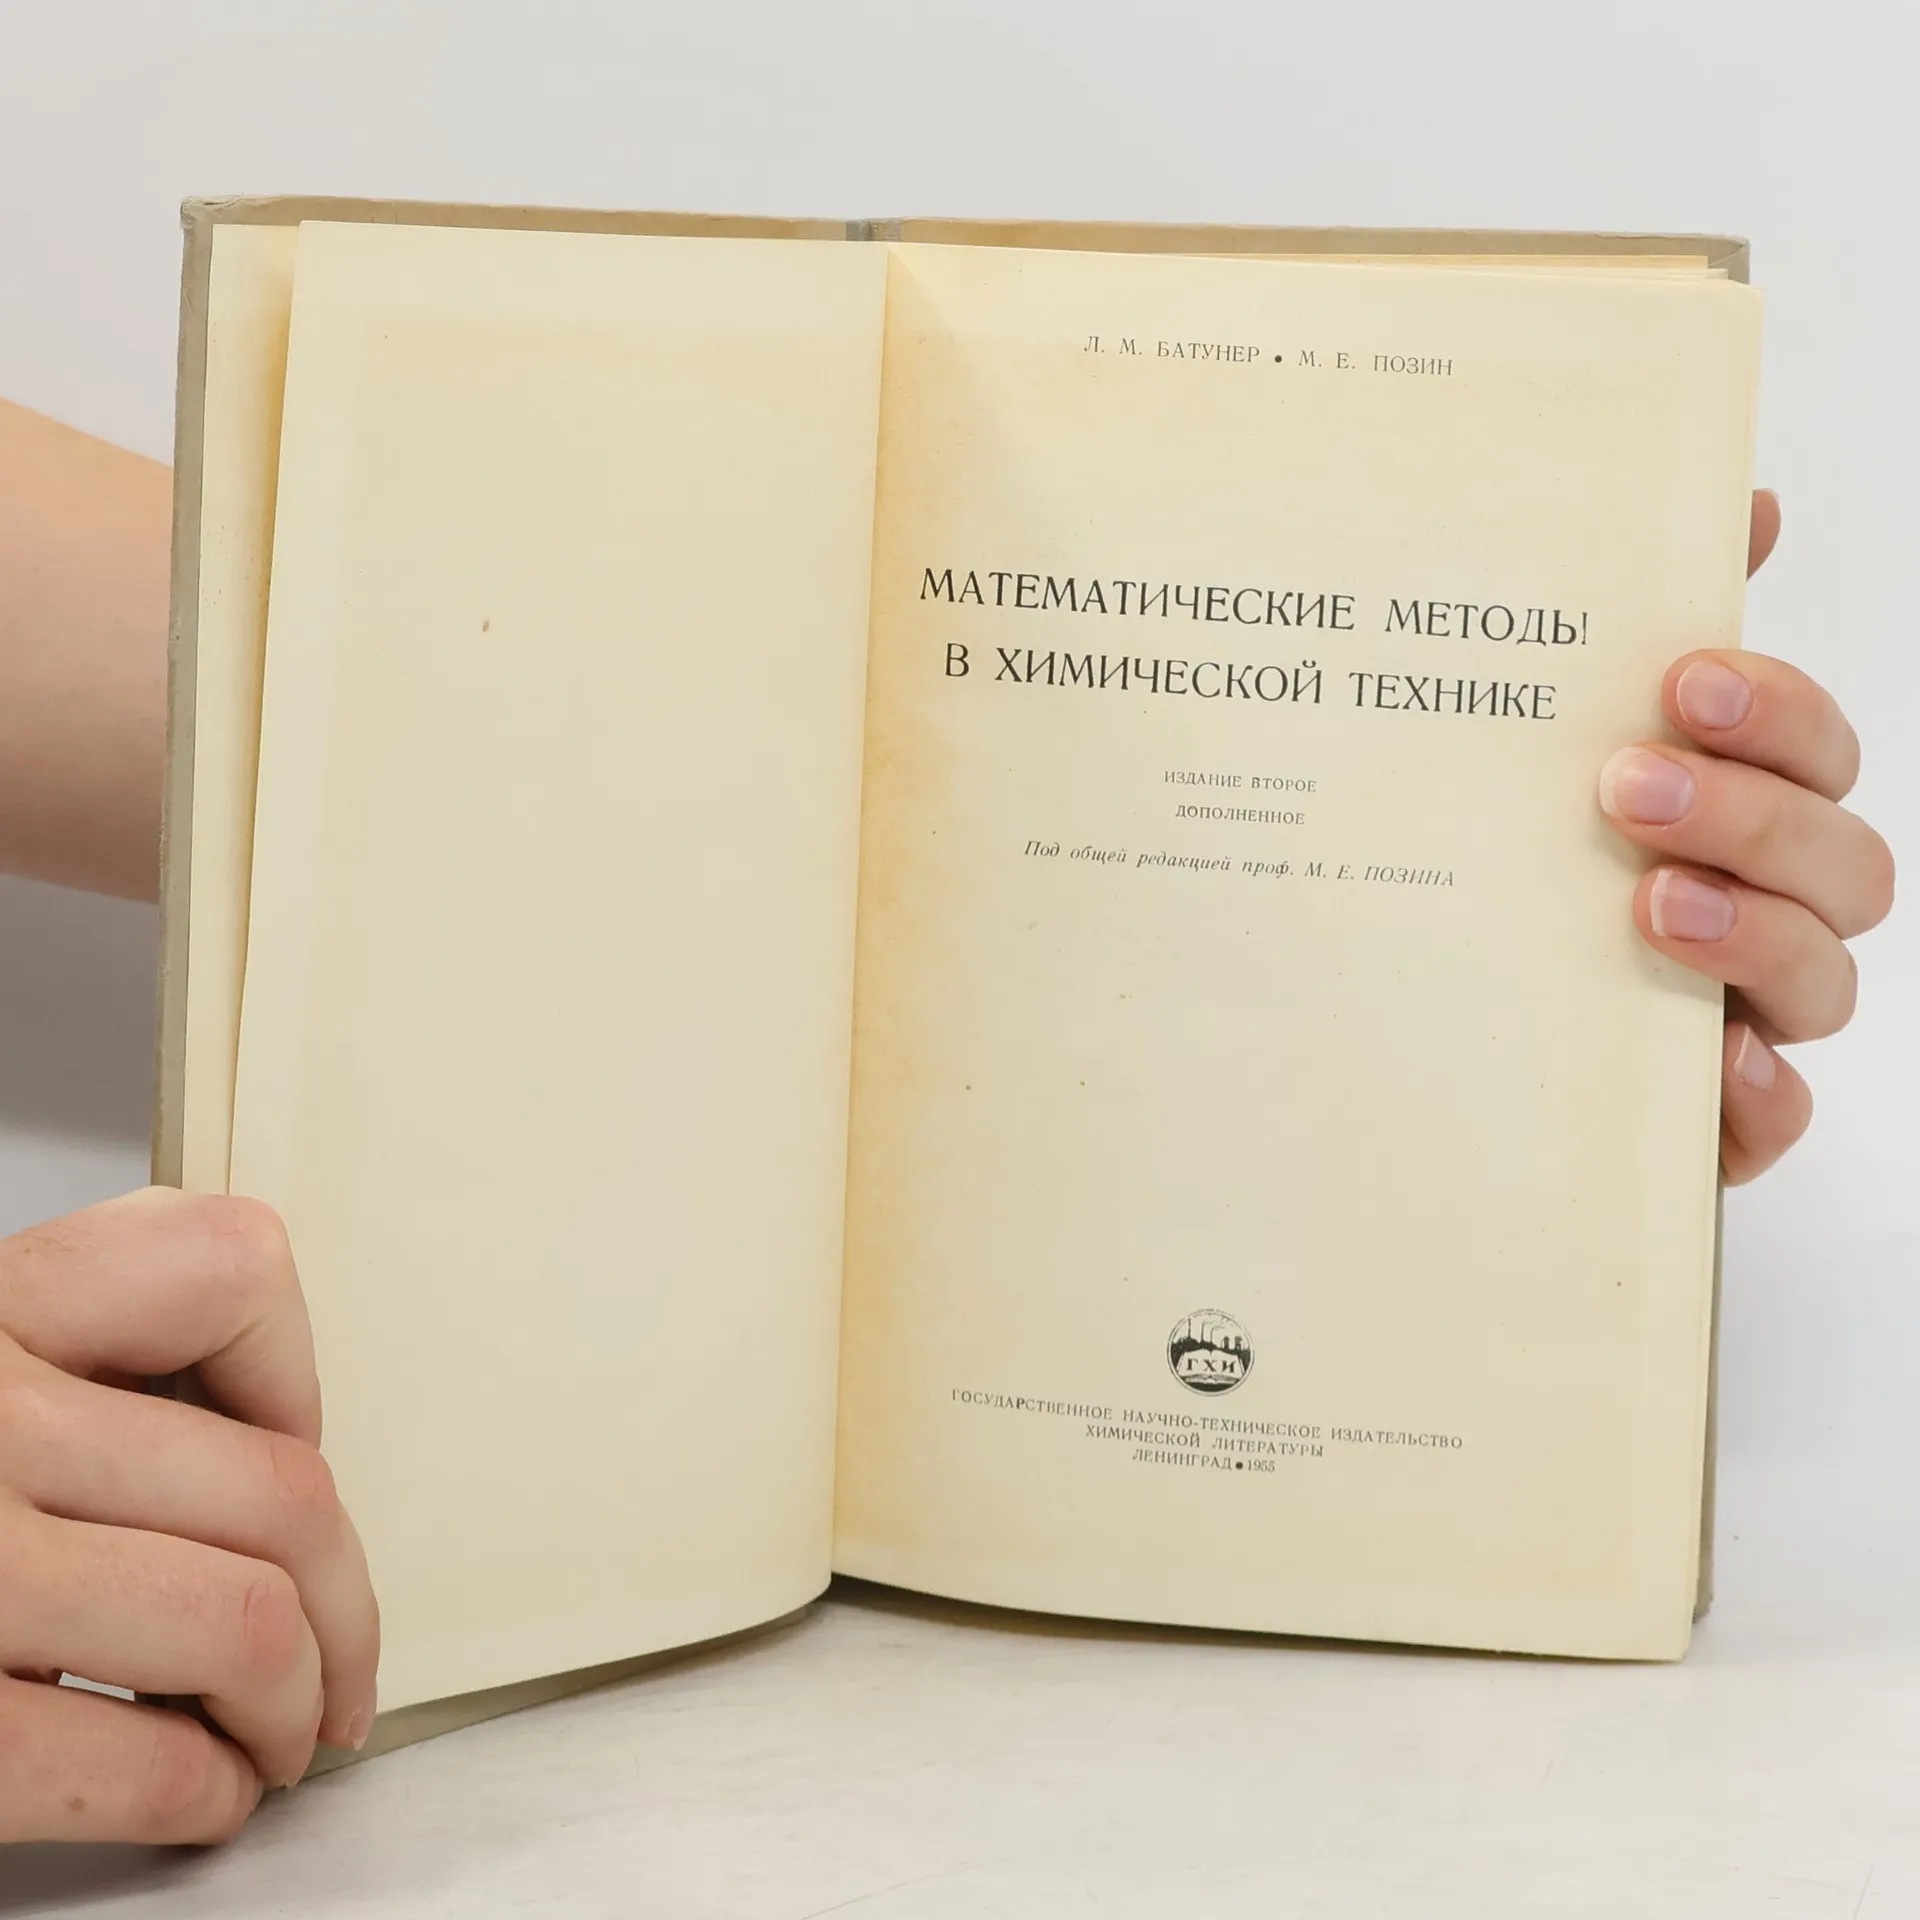 Л. М. БАТУНЕР • М. Е. ПОЗИН
МАТЕМАТИЧЕСКИЕ МЕТОДЫ
В ХИМИЧЕСКОЙ ТЕХНИКЕ
ИЗДАНИЕ ВТОРОЕ
ДОПОЛНЕННОЕ
Под общей редакцией проф. М. Е. ПОЗИНА
ГХИ
ГОСУДАРСТВЕННОЕ НАУЧНО-ТЕХНИЧЕСКОЕ ИЗДАТЕЛЬСТВО
ХИМИЧЕСКОЙ ЛИТЕРАТУРЫ
ЛЕНИНГРАД • 1955